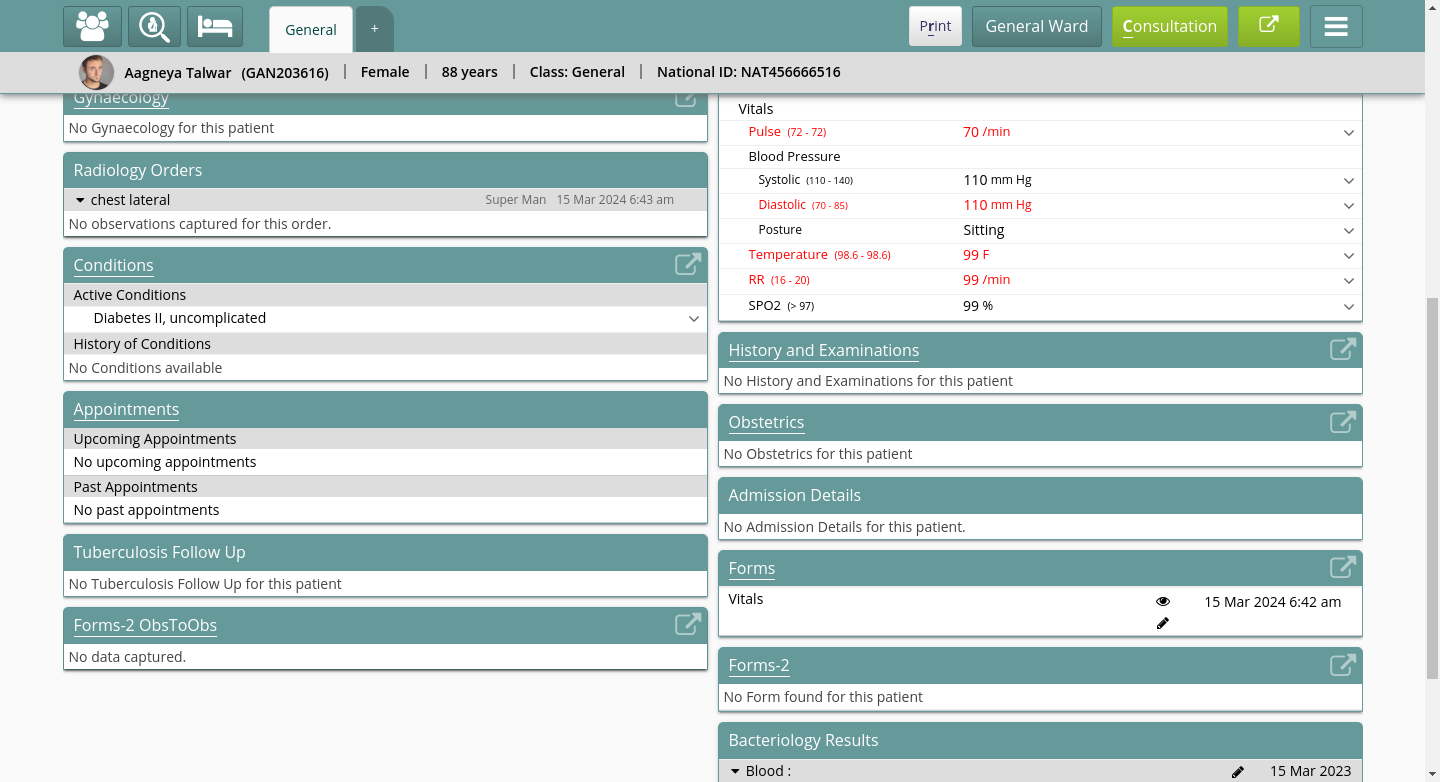 General
+
Print
General Ward
Consultation
Aagneya Talwar (GAN203616)
Female
88 years
Class: General
National ID: NAT456666516
Gynaecology
No Gynaecology for this patient
Radiology Orders
chest lateral Super Man 15 Mar 2024 6:43 am
No observations captured for this order.
Conditions
Active Conditions
Diabetes II, uncomplicated
History of Conditions
No Conditions available
Appointments
Upcoming Appointments
No upcoming appointments
Past Appointments
No past appointments
Tuberculosis Follow Up
No Tuberculosis Follow Up for this patient
Forms-2 ObsToObs
No data captured.
Vitals
Pulse (72 - 72) 70 /min
Blood Pressure
Systolic (110 - 140) 110 mm Hg
Diastolic (70 - 85) 110 mm Hg
Posture Sitting
Temperature (98.6 - 98.6) 99 F
RR (16 - 20) 99 /min
SPO2 (> 97) 99 %
History and Examinations
No History and Examinations for this patient
Obstetrics
No Obstetrics for this patient
Admission Details
No Admission Details for this patient.
Forms
Vitals 15 Mar 2024 6:42 am
Forms-2
No Form found for this patient
Bacteriology Results
Blood : 15 Mar 2023